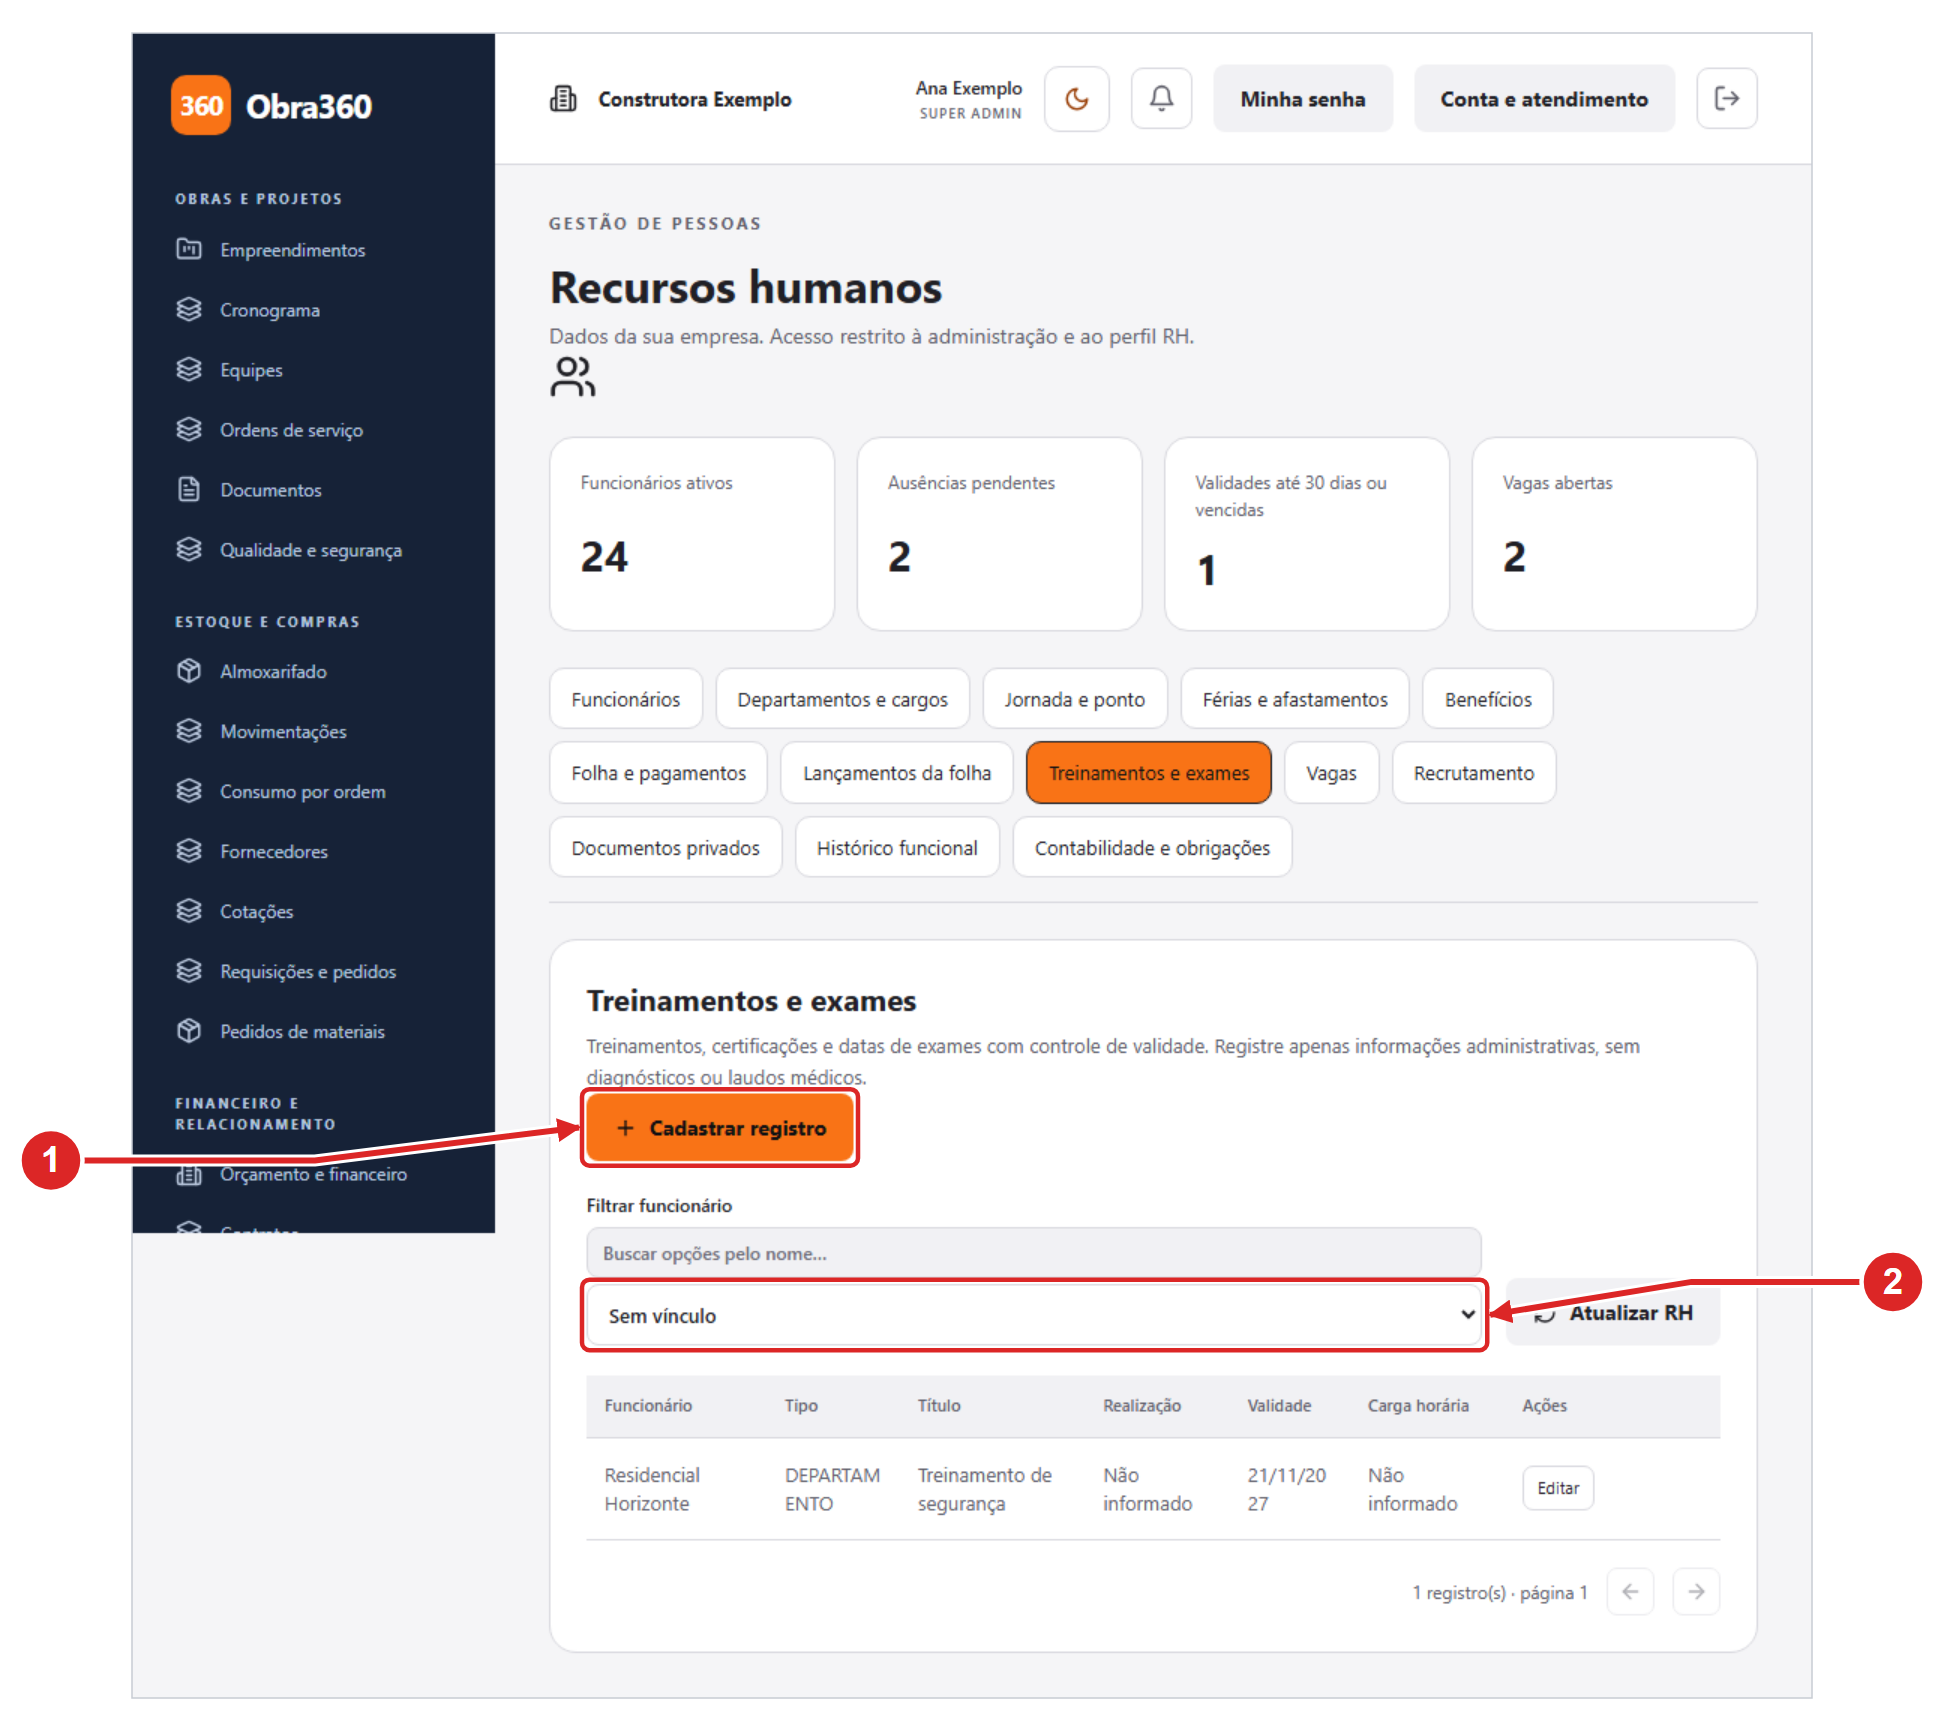 360 Obra360
OBRAS E PROJETOS
Empreendimentos
Cronograma
Equipes
Ordens de serviço
Documentos
Qualidade e segurança
ESTOQUE E COMPRAS
Almoxarifado
Movimentações
Consumo por ordem
Fornecedores
Cotações
Requisições e pedidos
Pedidos de materiais
FINANCEIRO E
RELACIONAMENTO
1
Orçamento e financeiro
Construtora Exemplo
Ana Exemplo
SUPER ADMIN
Minha senha
Conta e atendimento
GESTÃO DE PESSOAS
Recursos humanos
Dados da sua empresa. Acesso restrito à administração e ao perfil RH.
Funcionários ativos
24
Ausências pendentes
2
Validades até 30 dias ou
vencidas
1
Vagas abertas
2
Funcionários Departamentos e cargos Jornada e ponto Férias e afastamentos Benefícios
Folha e pagamentos Lançamentos da folha Treinamentos e exames Vagas Recrutamento
Documentos privados Histórico funcional Contabilidade e obrigações
Treinamentos e exames
Treinamentos, certificações e datas de exames com controle de validade. Registre apenas informações administrativas, sem
diagnósticos ou laudos médicos.
+ Cadastrar registro
Filtrar funcionário
Buscar opções pelo nome...
Sem vínculo
Atualizar RH
2
Funcionário Tipo Título Realização Validade Carga horária Ações
Residencial DEPARTAM Treinamento de Não 21/11/20 Não Editar
Horizonte ENTO segurança informado 27 informado
1 registro(s) · página 1